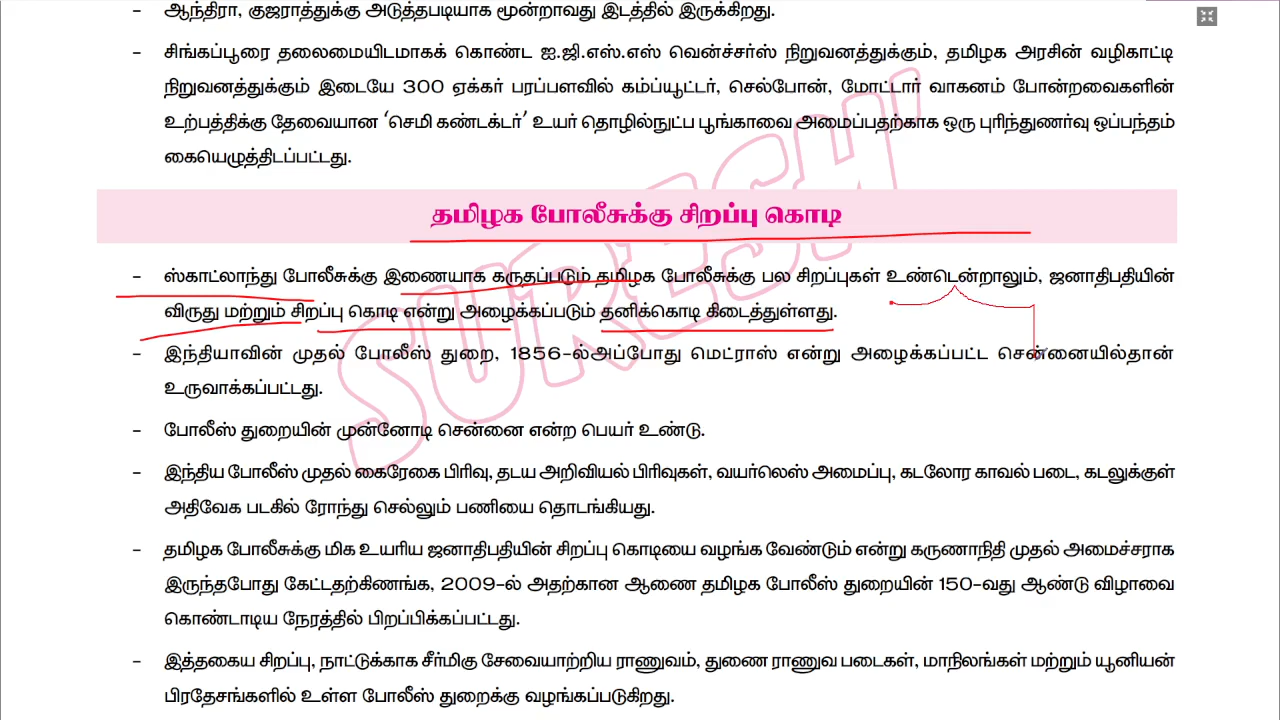 - ஆந்திரா, குஜராத்துக்கு அடுத்தபடியாக மூன்றாவது இடத்தில் இருக்கிறது.
- சிங்கப்பூரை தலைமையிடமாகக் கொண்ட ஐ.ஜி.எஸ்.எஸ் வென்ச்சர்ஸ் நிறுவனத்துக்கும், தமிழக அரசின் வழிகாட்டி
நிறுவனத்துக்கும் இடையே 300 ஏக்கர் பரப்பளவில் கம்ப்யூட்டர், செல்போன், மோட்டார் வாகனம் போன்றவைகளின்
உற்பத்திக்கு தேவையான ‘செமி கண்டக்டர்’ உயர் தொழில்நுட்ப பூங்காவை அமைப்பதற்காக ஒரு புரிந்துணர்வு ஒப்பந்தம்
கையெழுத்திடப்பட்டது.
தமிழக போலீசுக்கு சிறப்பு கொடி
- ஸ்காட்லாந்து போலீசுக்கு இணையாக கருதப்படும் தமிழக போலீசுக்கு பல சிறப்புகள் உண்டென்றாலும், ஜனாதிபதியின்
விருது மற்றும் சிறப்பு கொடி என்று அழைக்கப்படும் தனிக்கொடி கிடைத்துள்ளது.
- இந்தியாவின் முதல் போலீஸ் துறை, 1856-ல்அப்போது மெட்ராஸ் என்று அழைக்கப்பட்ட சென்னையில்தான்
உருவாக்கப்பட்டது.
- போலீஸ் துறையின் முன்னோடி சென்னை என்ற பெயர் உண்டு.
- இந்திய போலீஸ் முதல் கைரேகை பிரிவு, தடய அறிவியல் பிரிவுகள், வயர்லெஸ் அமைப்பு, கடலோர காவல் படை, கடலுக்குள்
அதிவேக படகில் ரோந்து செல்லும் பணியை தொடங்கியது.
- தமிழக போலீசுக்கு மிக உயரிய ஜனாதிபதியின் சிறப்பு கொடியை வழங்க வேண்டும் என்று கருணாநிதி முதல் அமைச்சராக
இருந்தபோது கேட்டதற்கிணங்க, 2009-ல் அதற்கான ஆணை தமிழக போலீஸ் துறையின் 150-வது ஆண்டு விழாவை
கொண்டாடிய நேரத்தில் பிறப்பிக்கப்பட்டது.
- இத்தகைய சிறப்பு, நாட்டுக்காக சீர்மிகு சேவையாற்றிய ராணுவம், துணை ராணுவ படைகள், மாநிலங்கள் மற்றும் யூனியன்
பிரதேசங்களில் உள்ள போலீஸ் துறைக்கு வழங்கப்படுகிறது.
SURESH'